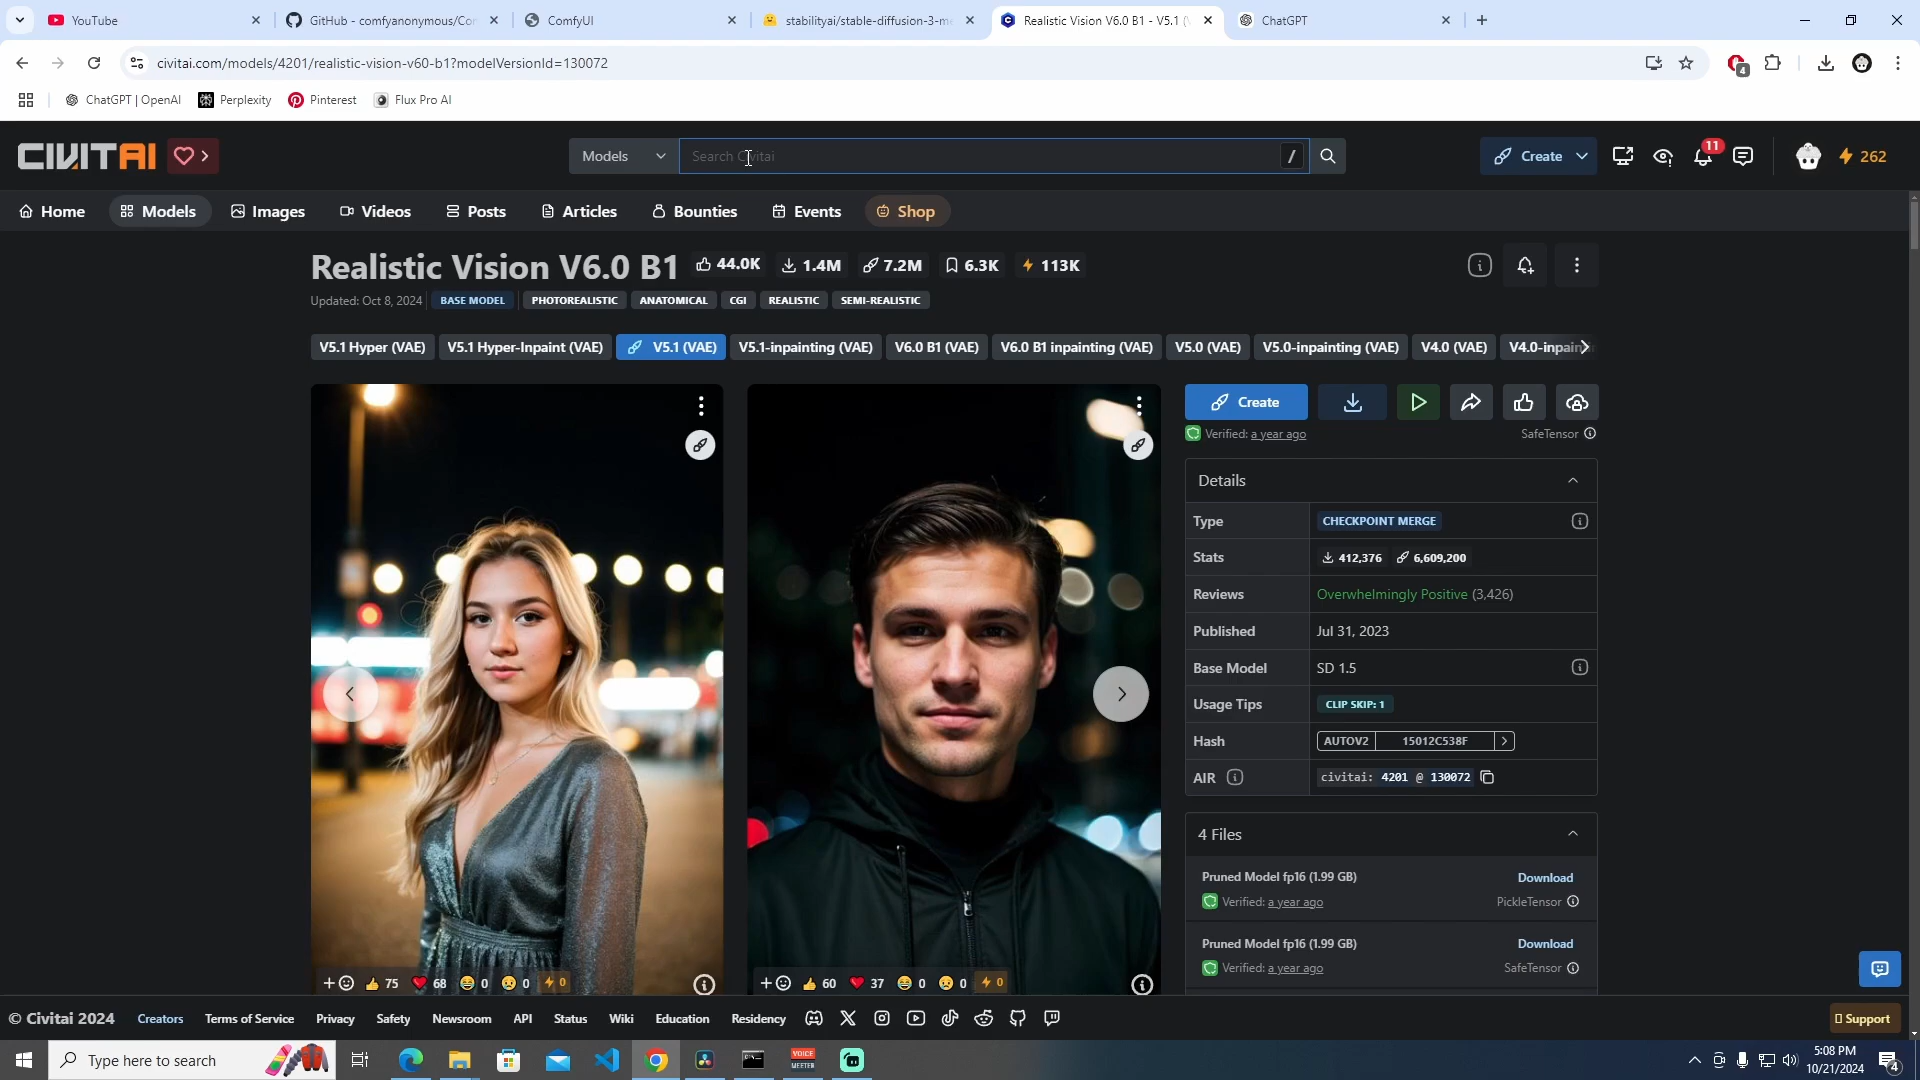 YouTube
GitHub - comfyanonymous/Con
ComfyUI
stabilityai/stable-diffusion-3-me
Realistic Vision V6.0 B1 - V5.1 (V
ChatGPT
civitai.com/models/4201/realistic-vision-v60-b1?modelVersionId=130072
4
ChatGPT | OpenAI
Perplexity
Pinterest
Flux Pro AI
CIVITAI
Models
Search Civitai
/
Create
11
262
Home
Models
Images
Videos
Posts
Articles
Bounties
Events
Shop
Realistic Vision V6.0 B1
44.0K
1.4M
7.2M
6.3K
113K
Updated: Oct 8, 2024
BASE MODEL
PHOTOREALISTIC
ANATOMICAL
CGI
REALISTIC
SEMI-REALISTIC
V5.1 Hyper (VAE)
V5.1 Hyper-Inpaint (VAE)
V5.1 (VAE)
V5.1-inpainting (VAE)
V6.0 B1 (VAE)
V6.0 B1 inpainting (VAE)
V5.0 (VAE)
V5.0-inpainting (VAE)
V4.0 (VAE)
V4.0-inpain
Create
Verified: a year ago
SafeTensor
Details
Type
CHECKPOINT MERGE
Stats
412,376
6,609,200
Reviews
Overwhelmingly Positive (3,426)
Published
Jul 31, 2023
Base Model
SD 1.5
Usage Tips
CLIP SKIP: 1
Hash
AUTOV2
15012C538F
AIR
civitai: 4201 @ 130072
4 Files
Pruned Model fp16 (1.99 GB)
Download
Verified: a year ago
PickleTensor
Pruned Model fp16 (1.99 GB)
Download
Verified: a year ago
SafeTensor
75
68
0
0
0
60
37
0
0
0
© Civitai 2024
Creators
Terms of Service
Privacy
Safety
Newsroom
API
Status
Wiki
Education
Residency
Support
Type here to search
VOICE
MEETER
5:08 PM
10/21/2024
4